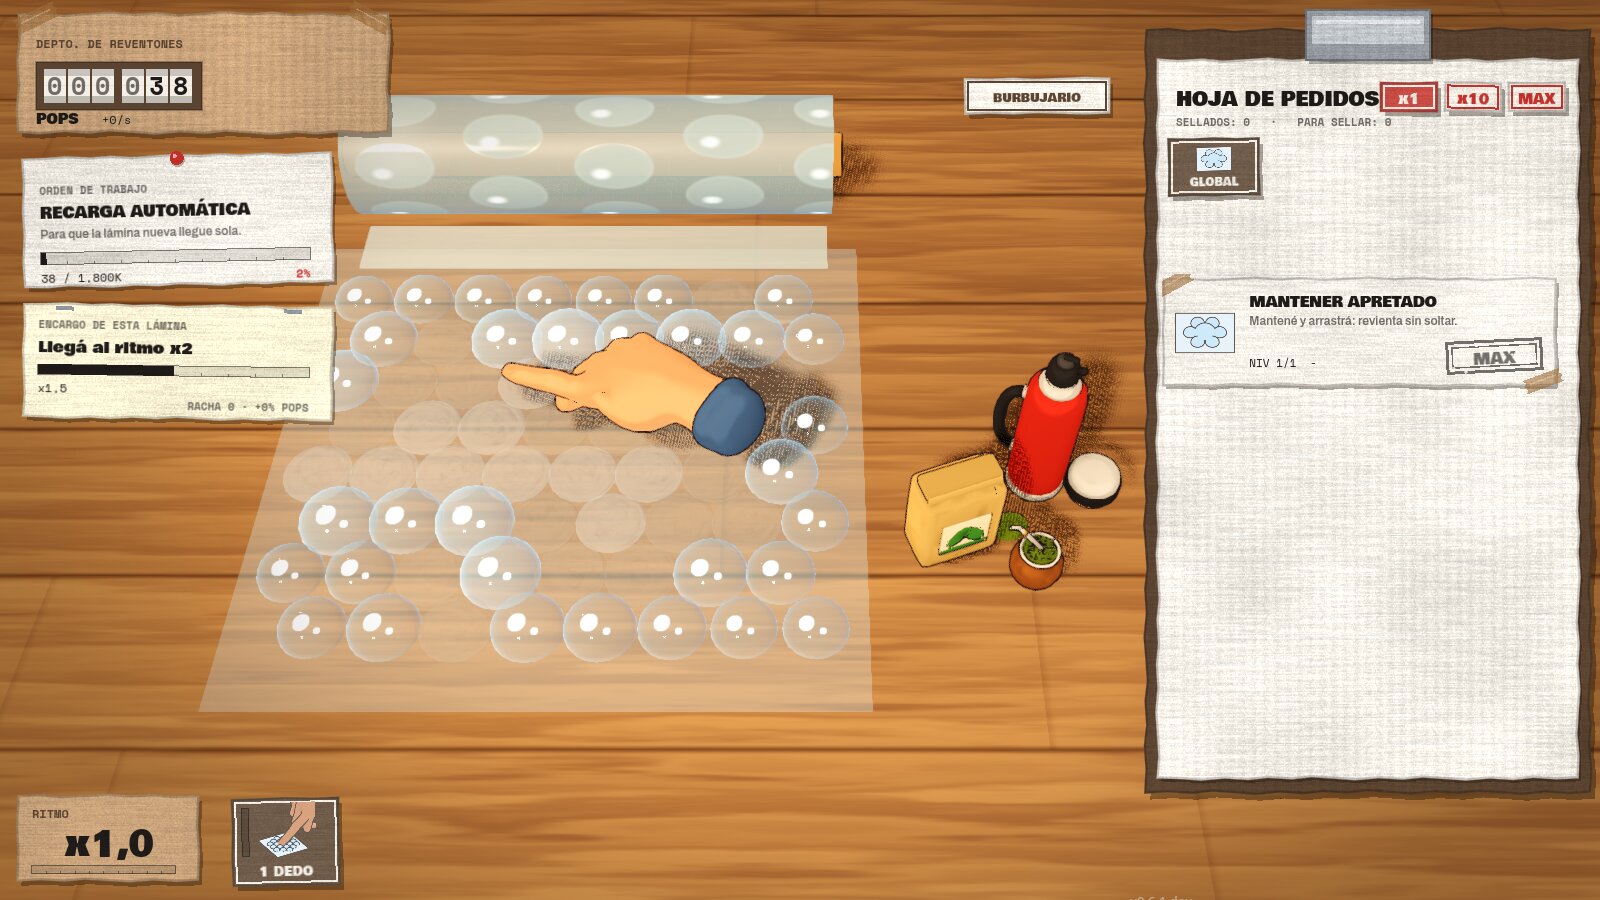 DEPTO. DE REVENTONES
000 038
POPS +0/s
ORDEN DE TRABAJO
RECARGA AUTOMÁTICA
Para que la lámina nueva llegue sola.
38 / 1.800K 2%
ENCARGO DE ESTA LÁMINA
Llegá al ritmo x2
x1,5
RACHA 0 · +0% POPS
BURBUJARIO
HOJA DE PEDIDOS x1 x10 MAX
SELLADOS: 0 · PARA SELLAR: 0
GLOBAL
MANTENER APRETADO
Mantené y arrastrá: revienta sin soltar.
NIV 1/1 - MAX
RITMO
x1,0
1 DEDO